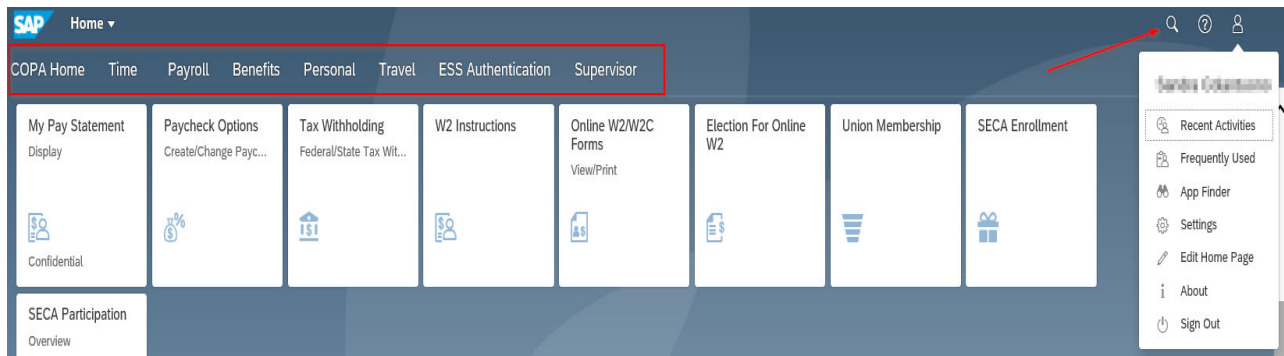 SAP Home
COPA Home Time Payroll Benefits Personal Travel ESS Authentication Supervisor
My Pay Statement
Display
Confidential
Paycheck Options
Create/Change Payc...
Tax Withholding
Federal/State Tax Wit...
W2 Instructions
Online W2/W2C
Forms
View/Print
Election For Online
W2
Union Membership
SECA Enrollment
SECA Participation
Overview
Recent Activities
Frequently Used
App Finder
Settings
Edit Home Page
About
Sign Out